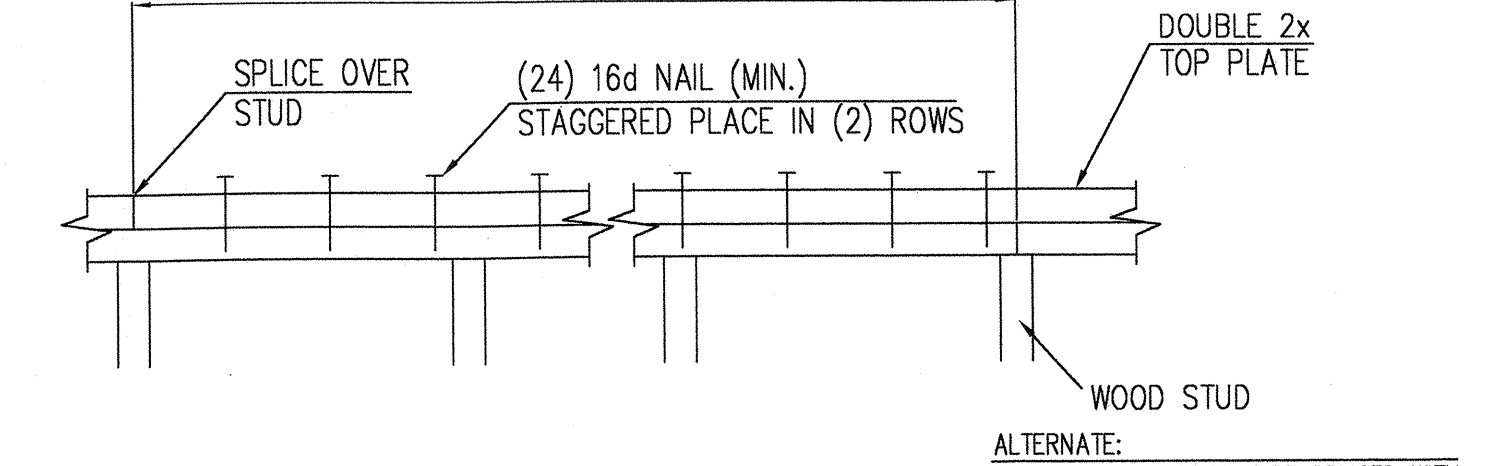 DOUBLE 2x
TOP PLATE
SPLICE OVER
STUD
(24) 16d NAIL (MIN.)
STAGGERED PLACE IN (2) ROWS
WOOD STUD
ALTERNATE: